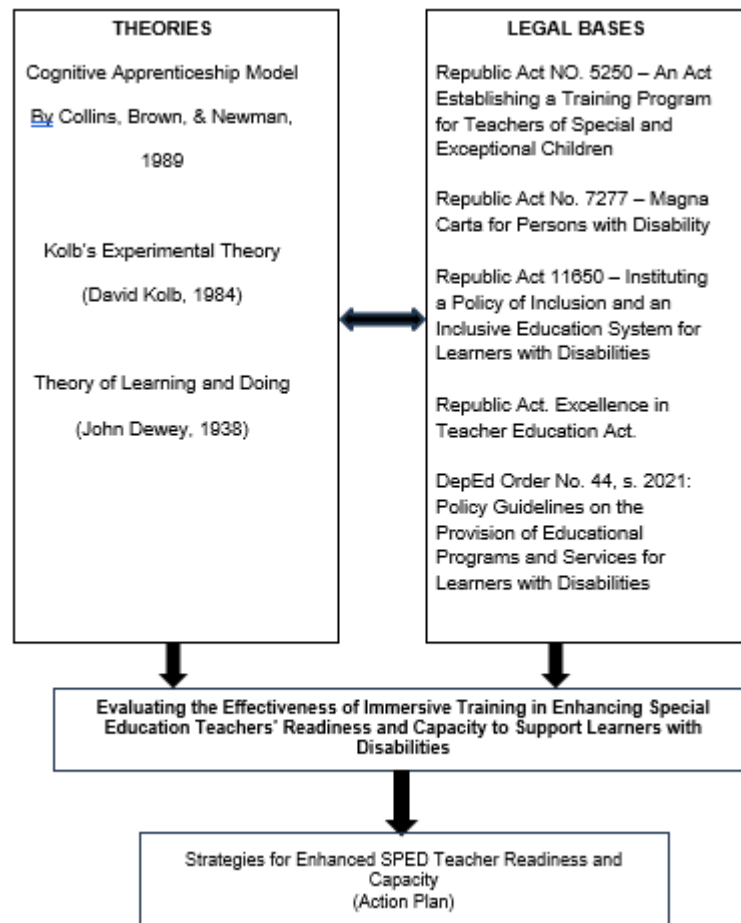 THEORIES
Cognitive Apprenticeship Model
By Collins, Brown, & Newman,
1989
Kolb's Experimental Theory
(David Kolb, 1984)
Theory of Learning and Doing
(John Dewey, 1938)
LEGAL BASES
Republic Act NO. 5250 – An Act
Establishing a Training Program
for Teachers of Special and
Exceptional Children
Republic Act No. 7277 – Magna
Carta for Persons with Disability
Republic Act 11650 – Instituting
a Policy of Inclusion and an
Inclusive Education System for
Learners with Disabilities
Republic Act. Excellence in
Teacher Education Act.
DepEd Order No. 44, s. 2021:
Policy Guidelines on the
Provision of Educational
Programs and Services for
Learners with Disabilities
Evaluating the Effectiveness of Immersive Training in Enhancing Special
Education Teachers' Readiness and Capacity to Support Learners with
Disabilities
Strategies for Enhanced SPED Teacher Readiness and
Capacity
(Action Plan)